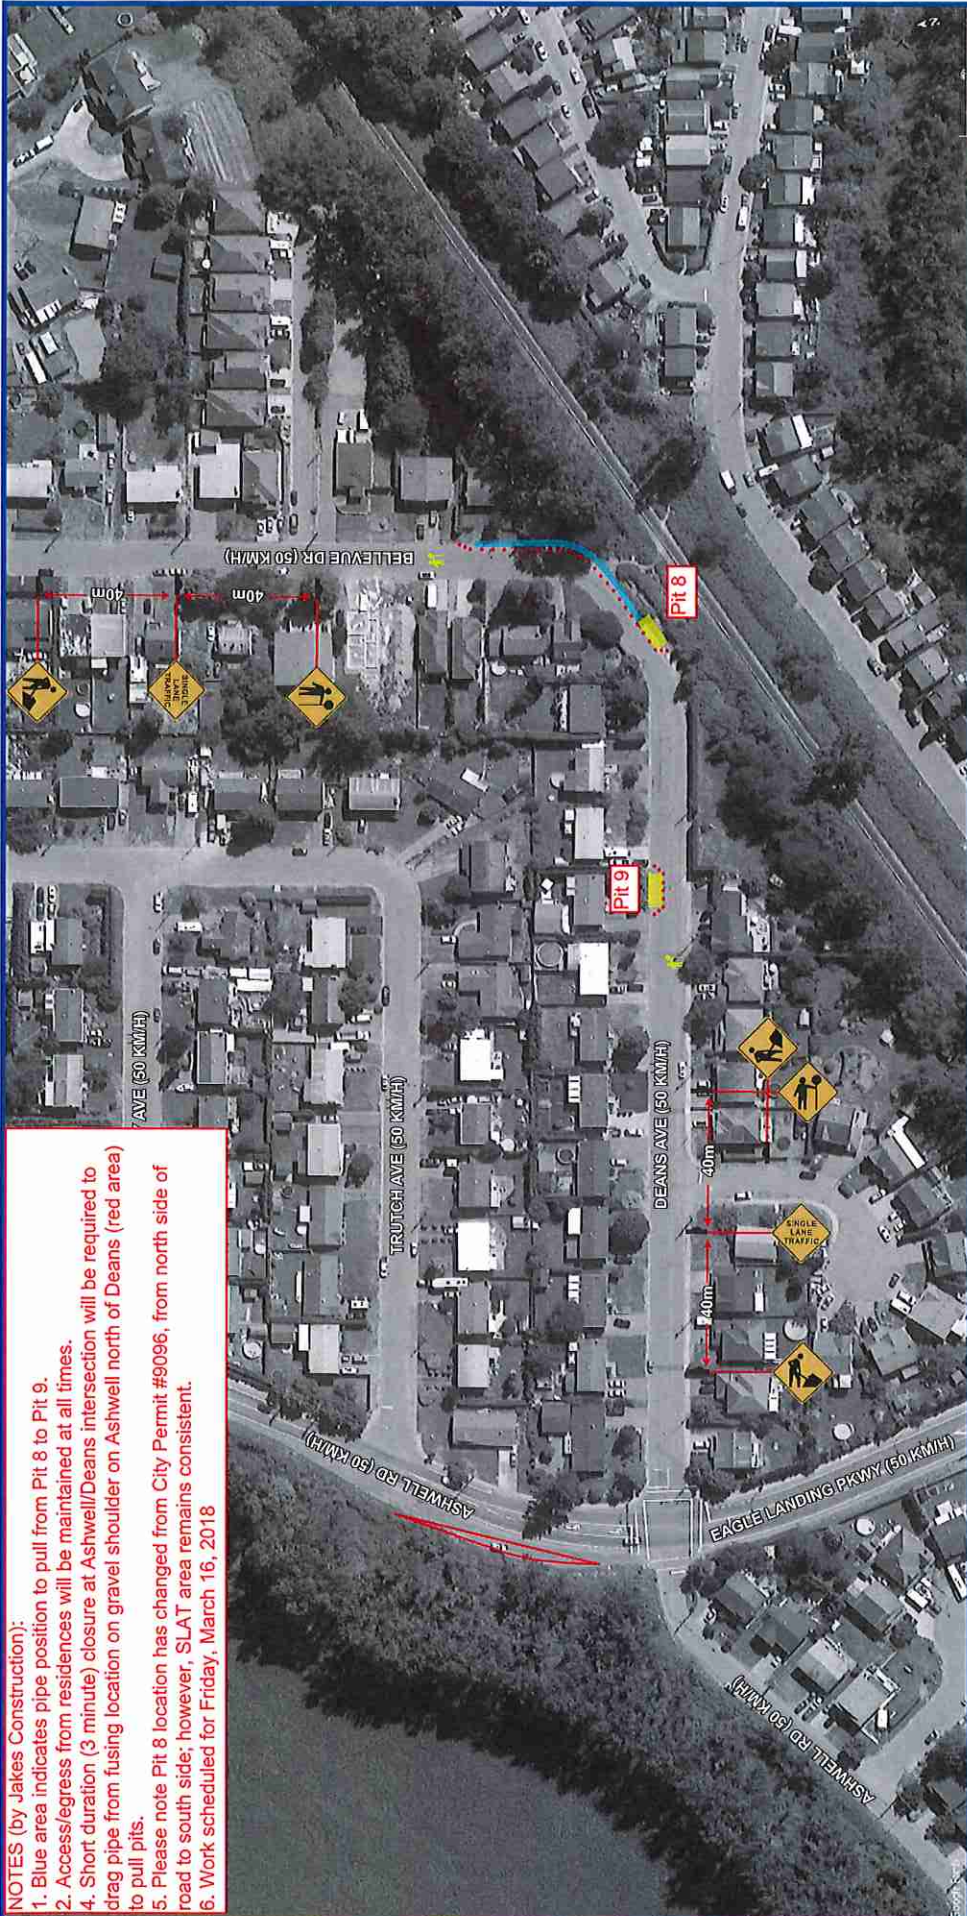 NOTES (by Jakes Construction):
1. Blue area indicates pipe position to pull from Pit 8 to Pit 9.
2. Access/egress from residences will be maintained at all times.
4. Short duration (3 minute) closure at Ashwell/Deans intersection will be required to
drag pipe from fusing location on gravel shoulder on Ashwell north of Deans (red area)
to pull pits.
5. Please note Pit 8 location has changed from City Permit #9096, from north side of
road to south side; however, SLAT area remains consistent.
6. Work scheduled for Friday, March 16, 2018
AVE (50 KM/H)
TRUTCH AVE (50 KM/H)
ASHWELL RD (50 KM/H)
DEANS AVE (50 KM/H)
EAGLE LANDING PKWY (50 KM/H)
ASHWELL RD (50 KM/H)
BELLEVUE DR (50 KM/H)
40m
40m
SINGLE
LANE
TRAFFIC
Pit 8
Pit 9
40m
40m
SINGLE
LANE
TRAFFIC